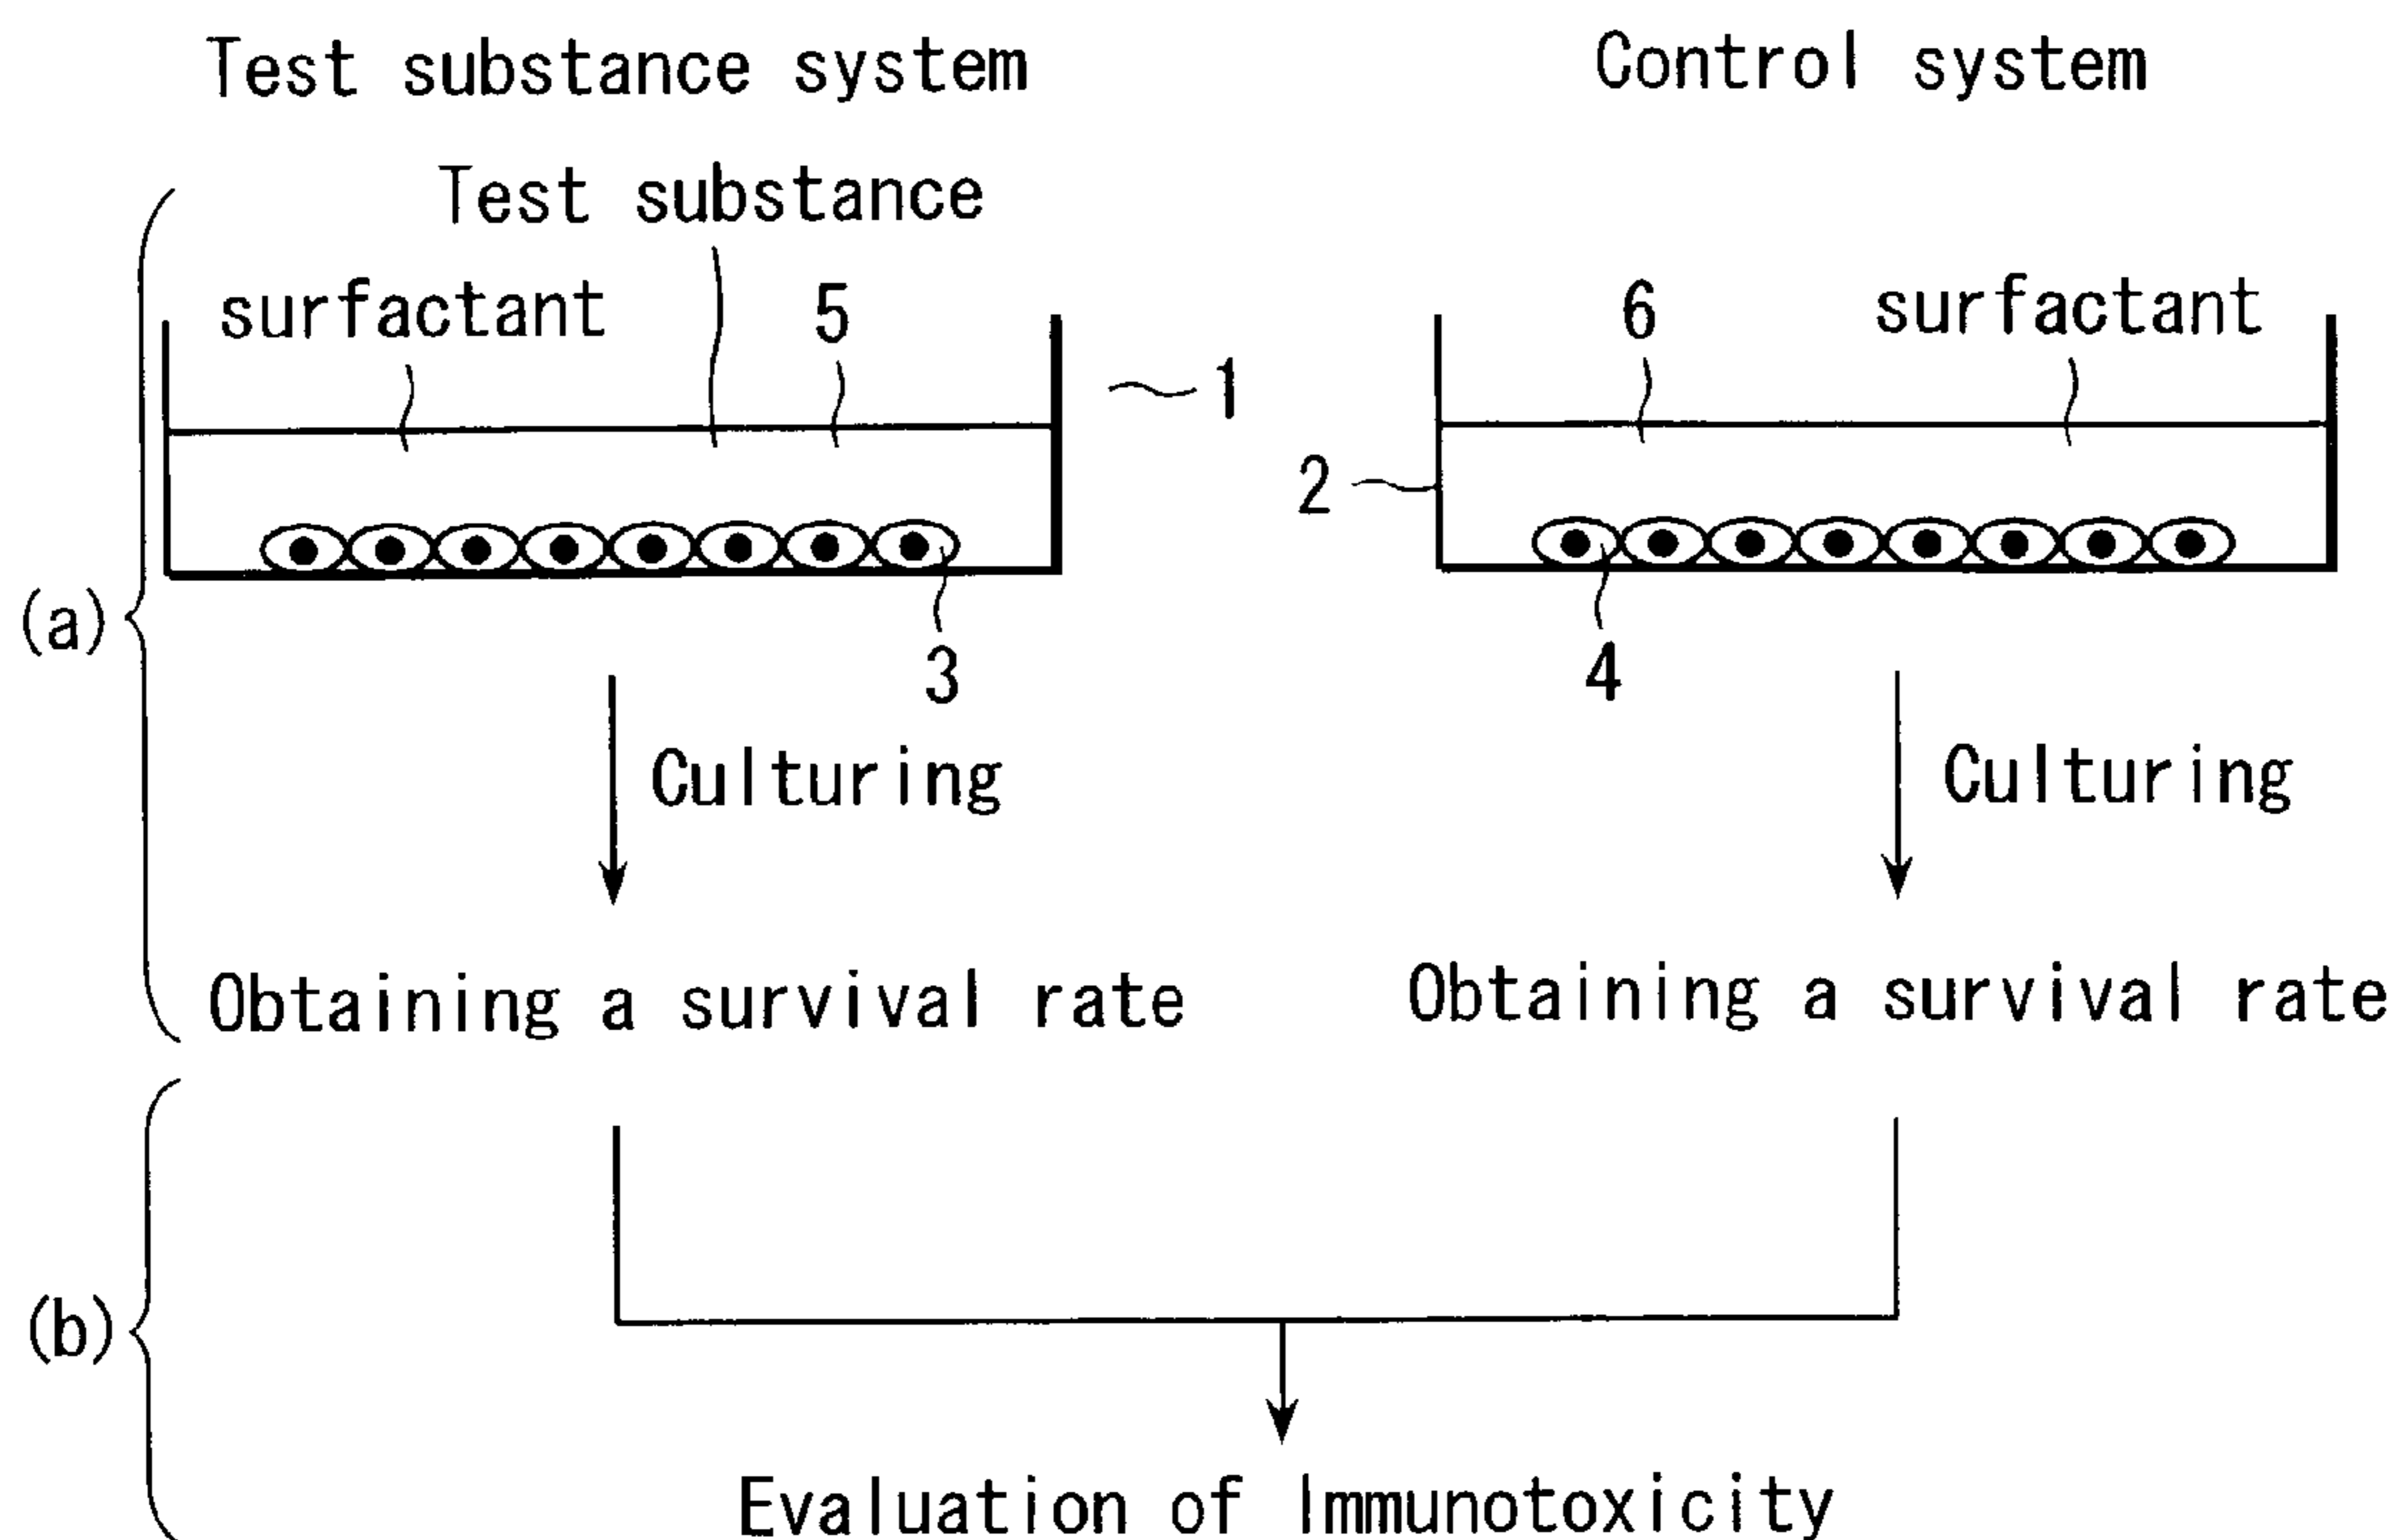 Test substance system
Control system
Test substance
surfactant
5
1
6
surfactant
2
3
4
(a)
Culturing
Culturing
Obtaining a survival rate
Obtaining a survival rate
(b)
Evaluation of Immunotoxicity